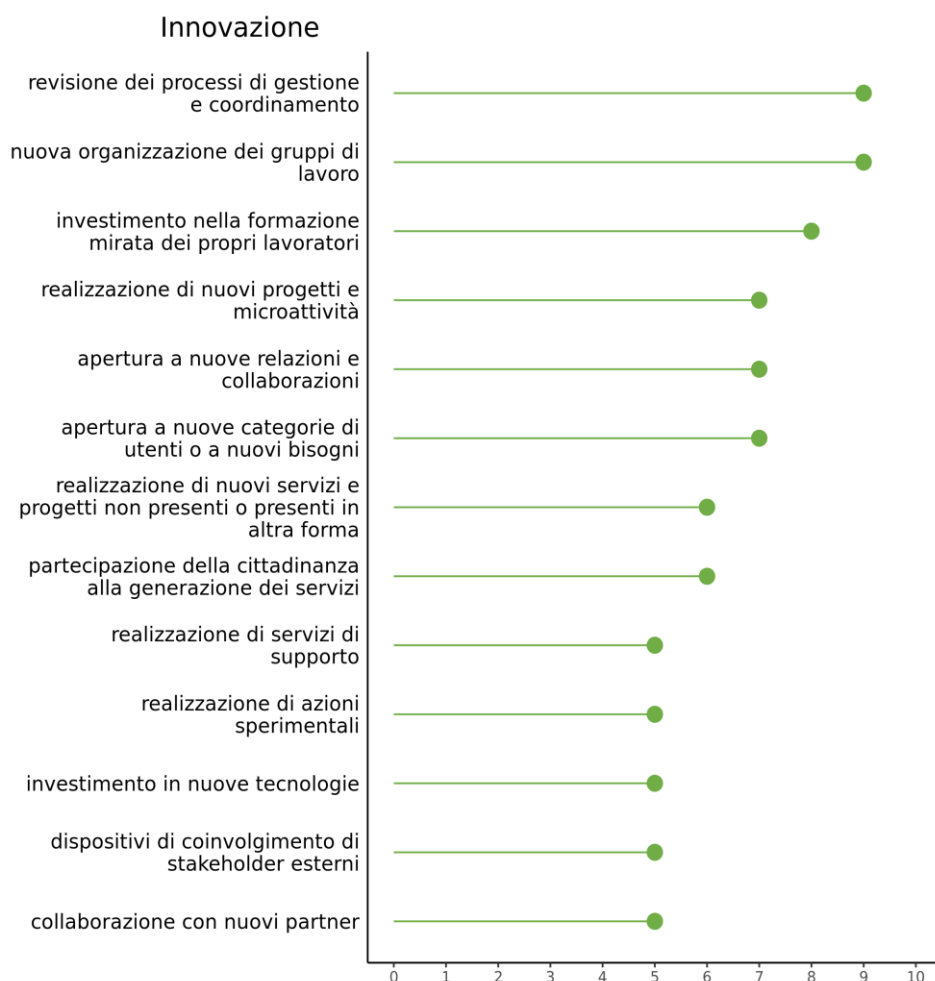 Innovazione
revisione dei processi di gestione
e coordinamento
nuova organizzazione dei gruppi di
lavoro
investimento nella formazione
mirata dei propri lavoratori
realizzazione di nuovi progetti e
microattività
apertura a nuove relazioni e
collaborazioni
apertura a nuove categorie di
utenti o a nuovi bisogni
realizzazione di nuovi servizi e
progetti non presenti o presenti in
altra forma
partecipazione della cittadinanza
alla generazione dei servizi
realizzazione di servizi di
supporto
realizzazione di azioni
sperimentali
investimento in nuove tecnologie
dispositivi di coinvolgimento di
stakeholder esterni
collaborazione con nuovi partner
0 1 2 3 4 5 6 7 8 9 10